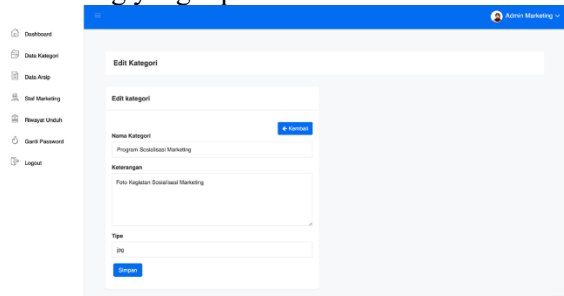 Admin Marketing
Dashboard
Data Kategori
Data Arsip
Staf Marketing
Riwayat Unduh
Ganti Password
Logout
Edit Kategori
Edit kategori
Kembali
Nama Kategori
Program Sosialisasi Marketing
Keterangan
Foto Kegiatan Sosialisasi Marketing
Tipe
jpg
Simpan